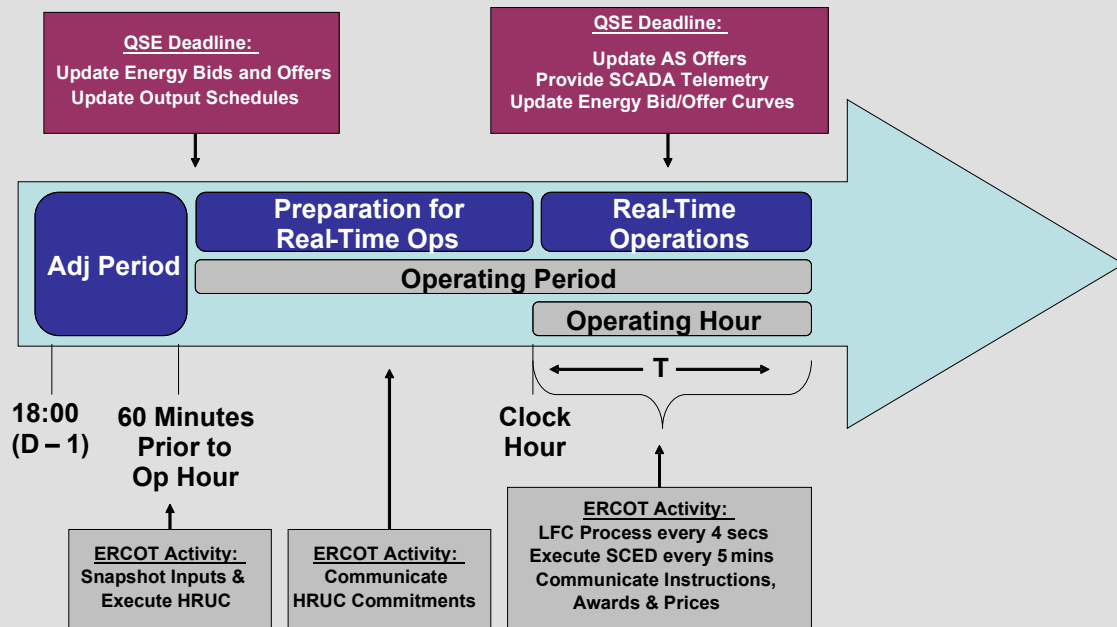 QSE Deadline:
Update Energy Bids and Offers
Update Output Schedules
QSE Deadline:
Update AS Offers
Provide SCADA Telemetry
Update Energy Bid/Offer Curves
Adj Period
Preparation for
Real-Time Ops
Real-Time
Operations
Operating Period
Operating Hour
T
18:00
(D – 1)
60 Minutes
Prior to
Op Hour
Clock
Hour
ERCOT Activity:
Snapshot Inputs &
Execute HRUC
ERCOT Activity:
Communicate
HRUC Commitments
ERCOT Activity:
LFC Process every 4 secs
Execute SCED every 5 mins
Communicate Instructions,
Awards & Prices